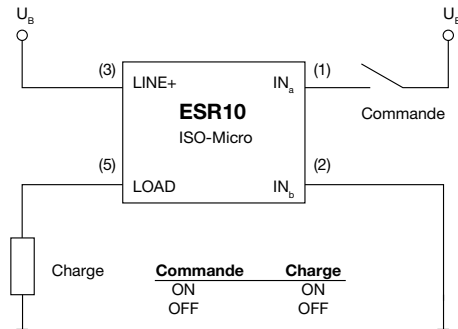 U_B U_B
(3) (1)
LINE+ IN_a
ESR10
ISO-Micro
Commande
(5) (2)
LOAD IN_b
Charge
Commande Charge
ON ON
OFF OFF